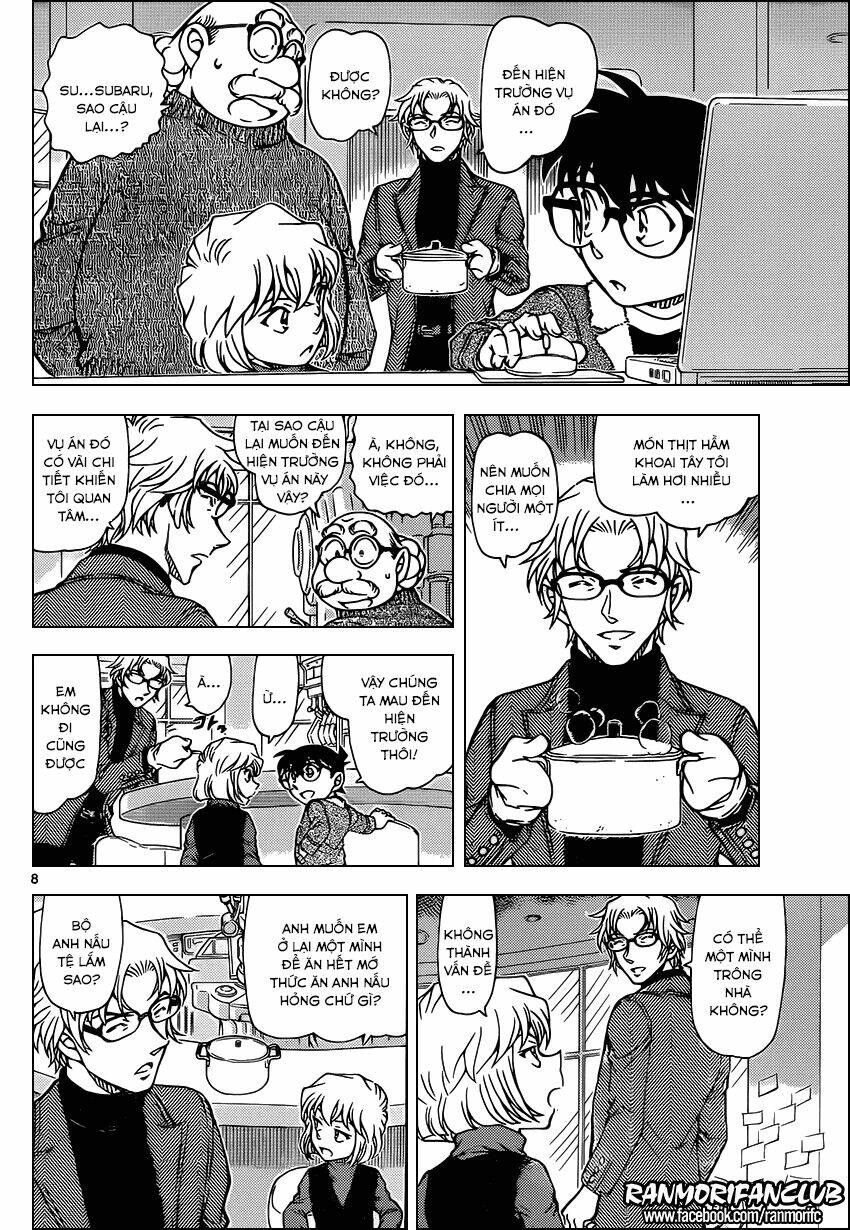 ĐẾN HIỆN
TRƯỜNG VỤ
ÁN ĐÓ
...
ĐƯỢC
KHÔNG?
SU...SUBARU,
SAO CẬU
LẠI...?
MÓN THỊT HẦM
KHOAI TÂY TÔI
LÀM HƠI NHIỀU
...
NÊN MUỐN
CHIA MỌI
NGƯỜI MỘT
ÍT...
À, KHÔNG,
KHÔNG PHẢI
VIỆC ĐÓ...
TẠI SAO CẬU
LẠI MUỐN ĐẾN
HIỆN TRƯỜNG
VỤ ÁN NÀY
VẬY?
VỤ ÁN ĐÓ
CÓ VÀI CHI
TIẾT KHIẾN
TÔI QUAN
TÂM...
VẬY CHÚNG
TA MAU ĐẾN
HIỆN
TRƯỜNG
THÔI!
Ừ...
À...
EM
KHÔNG
ĐI
CŨNG
ĐƯỢC
8
CÓ THỂ
MỘT MÌNH
TRÔNG
NHÀ
KHÔNG?
KHÔNG
THÀNH
VẤN ĐỀ
...
ANH MUỐN EM
Ở LẠI MỘT MÌNH
ĐỂ ĂN HẾT MỚ
THỨC ĂN ANH NẤU
HỎNG CHỨ GÌ?
BỘ
ANH NẤU
TỆ LẮM
SAO?
RANMORIFANCLUB
www.facebook.com/ranmorifc